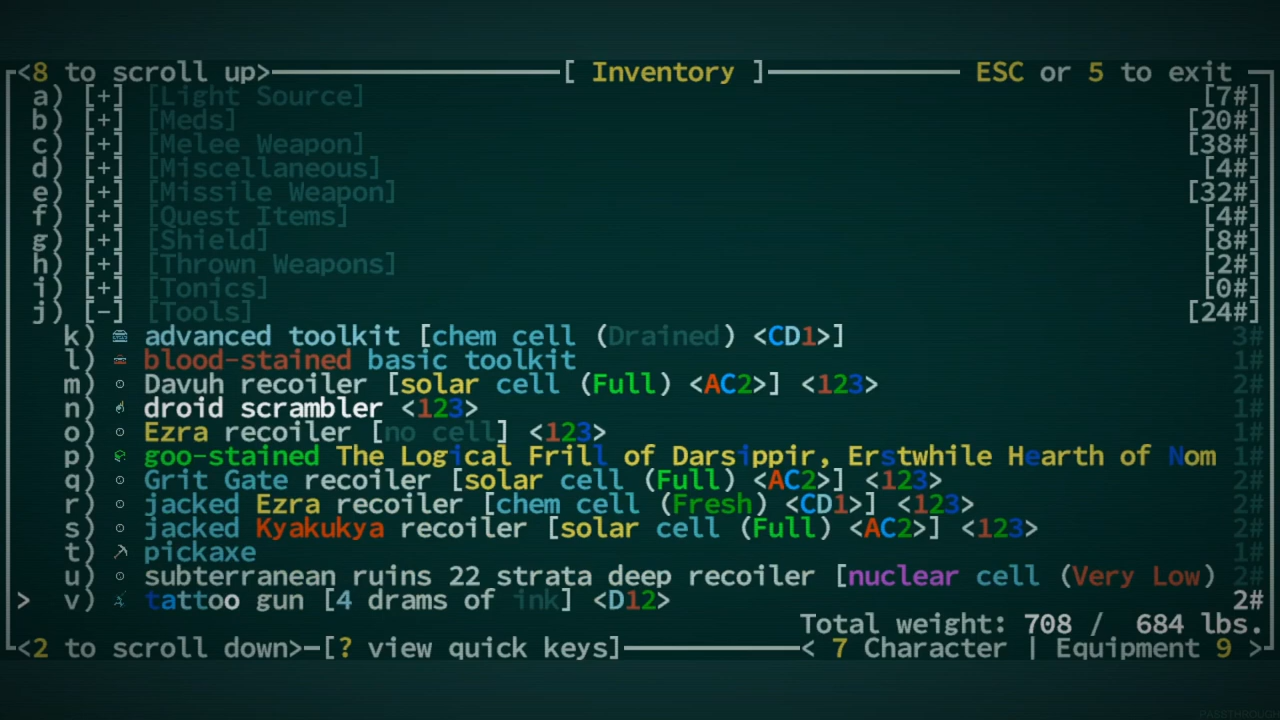 <8 to scroll up> [ Inventory ] ESC or 5 to exit
a) [+] [Light Source] [7#]
b) [+] [Meds] [20#]
c) [+] [Melee Weapon] [38#]
d) [+] [Miscellaneous] [4#]
e) [+] [Missile Weapon] [32#]
f) [+] [Quest Items] [4#]
g) [+] [Shield] [8#]
h) [+] [Thrown Weapons] [2#]
i) [+] [Tonics] [0#]
j) [-] [Tools] [24#]
k) advanced toolkit [chem cell (Drained) <CD1>] 3#
l) blood-stained basic toolkit 1#
m) Davuh recoiler [solar cell (Full) <AC2>] <123> 2#
n) droid scrambler <123> 1#
o) Ezra recoiler [no cell] <123> 1#
p) goo-stained The Logical Frill of Darsippir, Erstwhile Hearth of Nom 1#
q) Grit Gate recoiler [solar cell (Full) <AC2>] <123> 2#
r) jacked Ezra recoiler [chem cell (Fresh) <CD1>] <123> 2#
s) jacked Kyakukya recoiler [solar cell (Full) <AC2>] <123> 2#
t) pickaxe 1#
u) subterranean ruins 22 strata deep recoiler [nuclear cell (Very Low) 2#
> v) tattoo gun [4 drams of ink] <D12> 2#
Total weight: 708 / 684 lbs.
<2 to scroll down> [? view quick keys] < 7 Character | Equipment 9 >